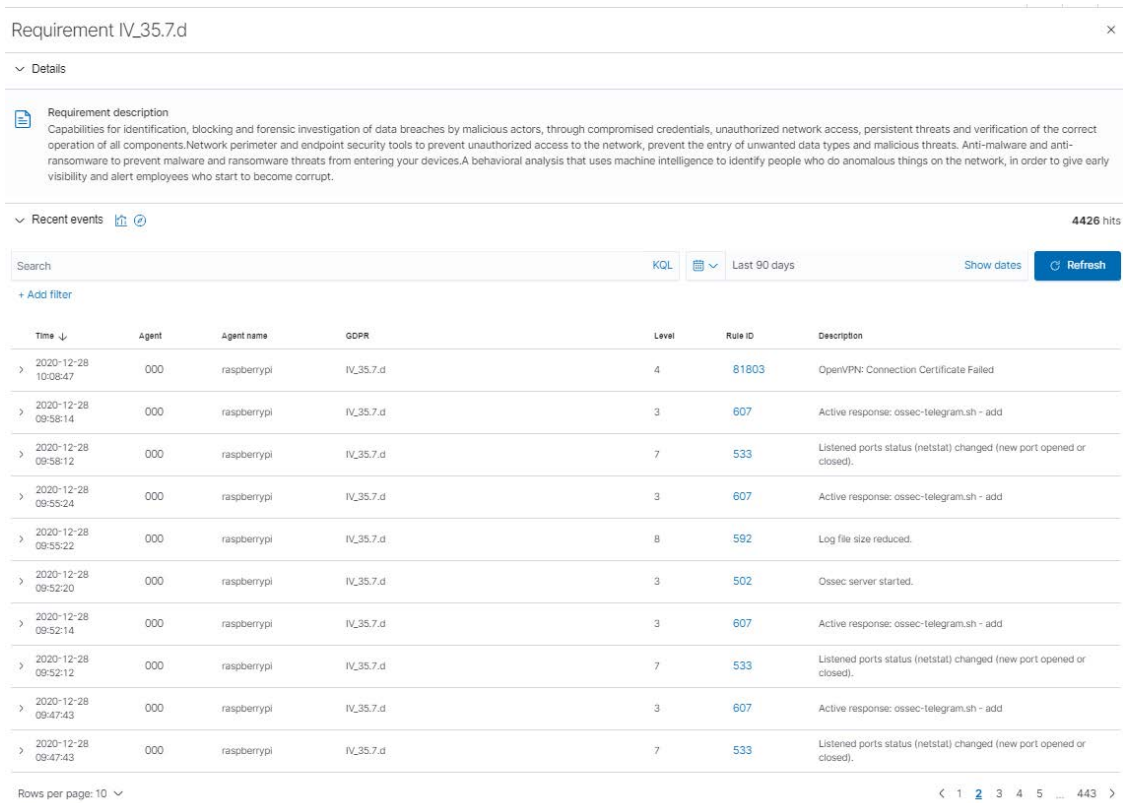 Requirement IV_35.7.d
Details
Requirement description
Capabilities for identification, blocking and forensic investigation of data breaches by malicious actors, through compromised credentials, unauthorized network access, persistent threats and verification of the correct
operation of all components.Network perimeter and endpoint security tools to prevent unauthorized access to the network, prevent the entry of unwanted data types and malicious threats. Anti-malware and anti-
ransomware to prevent malware and ransomware threats from entering your devices.A behavioral analysis that uses machine intelligence to identify people who do anomalous things on the network, in order to give early
visibility and alert employees who start to become corrupt.
Recent events
4426 hits
Search KQL Last 90 days Show dates Refresh
+ Add filter
Time Agent Agent name GDPR Level Rule ID Description
2020-12-28
10:08:47
000 raspberrypi IV_35.7.d 4 81803 OpenVPN: Connection Certificate Failed
2020-12-28
09:58:14
000 raspberrypi IV_35.7.d 3 607 Active response: ossec-telegram.sh - add
2020-12-28
09:58:12
000 raspberrypi IV_35.7.d 7 533 Listened ports status (netstat) changed (new port opened or
closed).
2020-12-28
09:55:24
000 raspberrypi IV_35.7.d 3 607 Active response: ossec-telegram.sh - add
2020-12-28
09:55:22
000 raspberrypi IV_35.7.d 8 592 Log file size reduced.
2020-12-28
09:52:20
000 raspberrypi IV_35.7.d 3 502 Ossec server started.
2020-12-28
09:52:14
000 raspberrypi IV_35.7.d 3 607 Active response: ossec-telegram.sh - add
2020-12-28
09:52:12
000 raspberrypi IV_35.7.d 7 533 Listened ports status (netstat) changed (new port opened or
closed).
2020-12-28
09:47:43
000 raspberrypi IV_35.7.d 3 607 Active response: ossec-telegram.sh - add
2020-12-28
09:47:43
000 raspberrypi IV_35.7.d 7 533 Listened ports status (netstat) changed (new port opened or
closed).
Rows per page: 10 < 1 2 3 4 5 ... 443 >